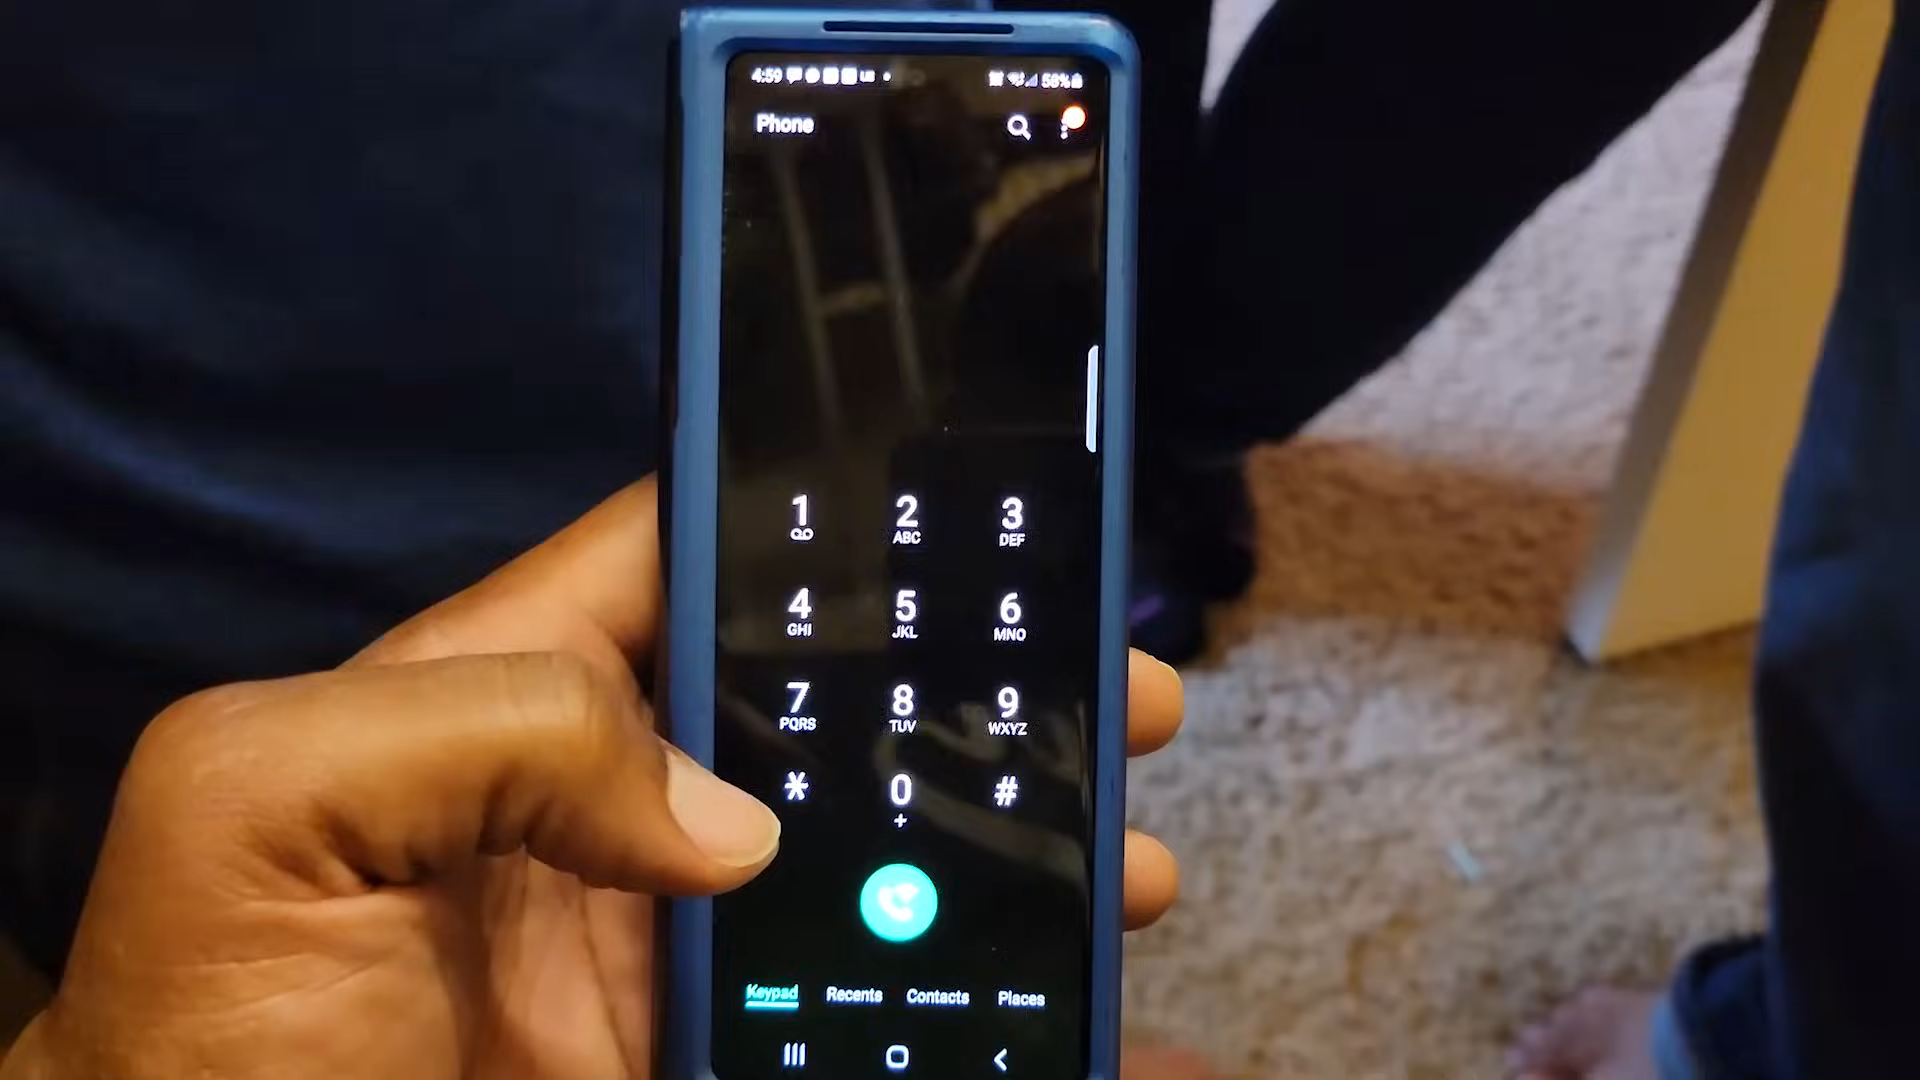 4:59 58%
Phone
1 2 3
ABC DEF
4 5 6
GHI JKL MNO
7 8 9
PQRS TUV WXYZ
* 0 #
+
Keypad Recents Contacts Places